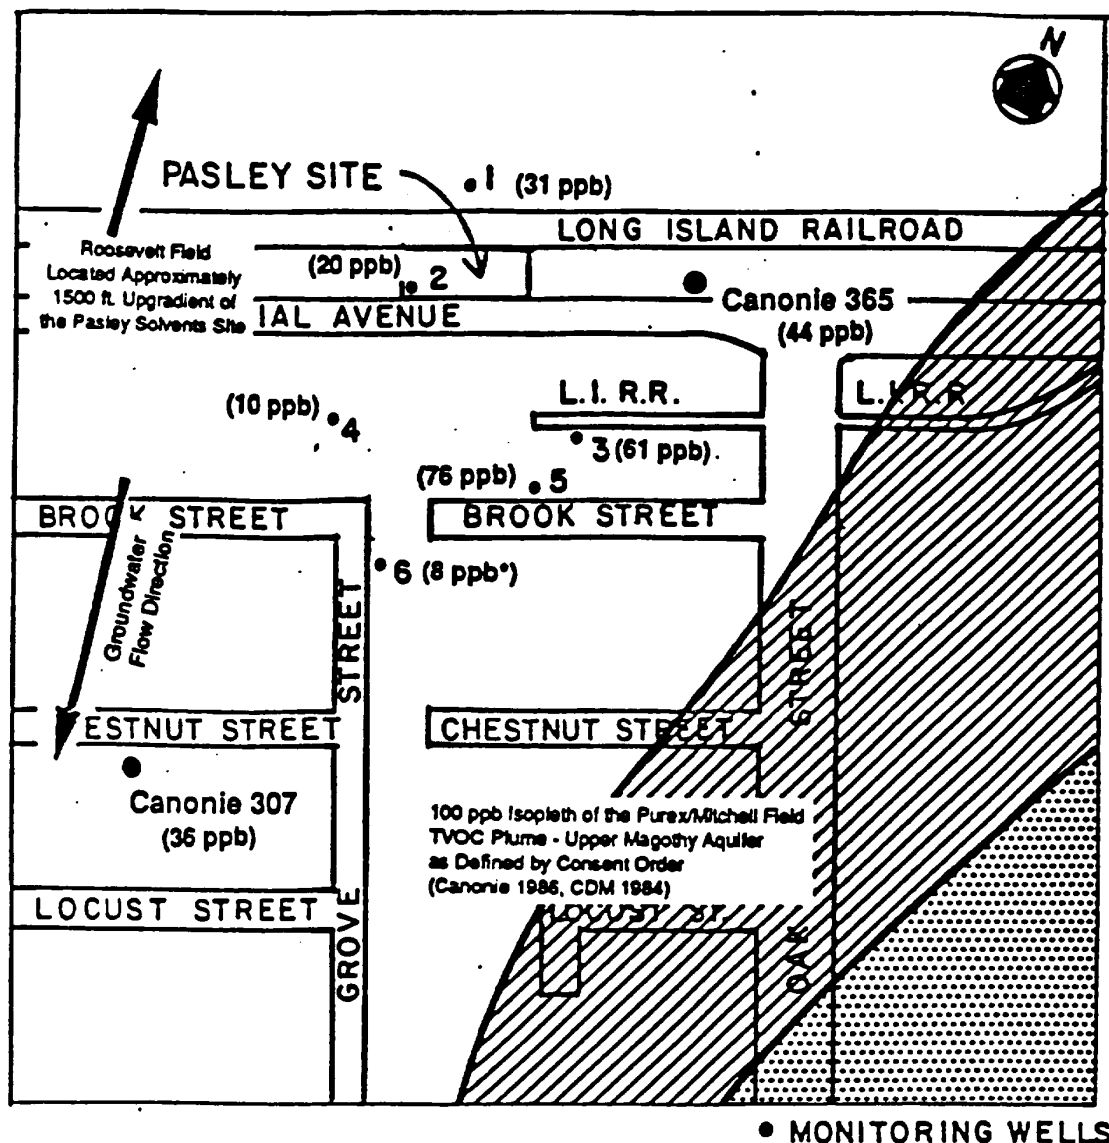 N
PASLEY SITE
1 (31 ppb)
LONG ISLAND RAILROAD
Roosevelt Field
Located Approximately
1500 ft. Upgradient of
the Pasley Solvents Site
(20 ppb)
2
IAL AVENUE
Canonie 365
(44 ppb)
L.I.R.R.
L.I.R.R
(10 ppb)
4
3 (61 ppb)
(76 ppb)
5
BROOK STREET
BROOK STREET
Groundwater
Flow Direction
6 (8 ppb*)
STREET
STREET
ESTNUT STREET
CHESTNUT STREET
Canonie 307
(36 ppb)
100 ppb Isopleth of the Purex/Mitchell Field
TVOC Plume - Upper Magothy Aquifer
as Defined by Consent Order
(Canonie 1986, CDM 1984)
LOCUST STREET
LOCUST ST.
GROVE
OAK
MONITORING WELLS